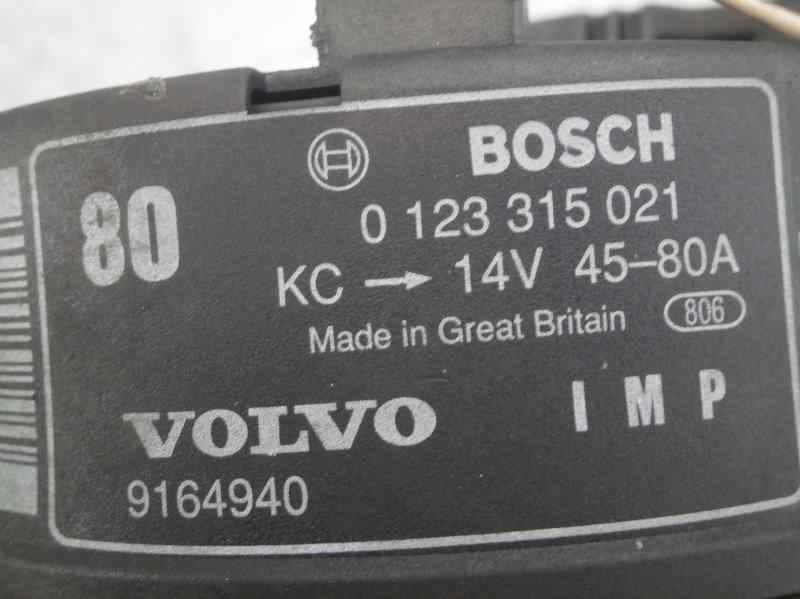 BOSCH
80
0 123 315 021
KC → 14V 45–80A
Made in Great Britain 806
VOLVO I M P
9164940